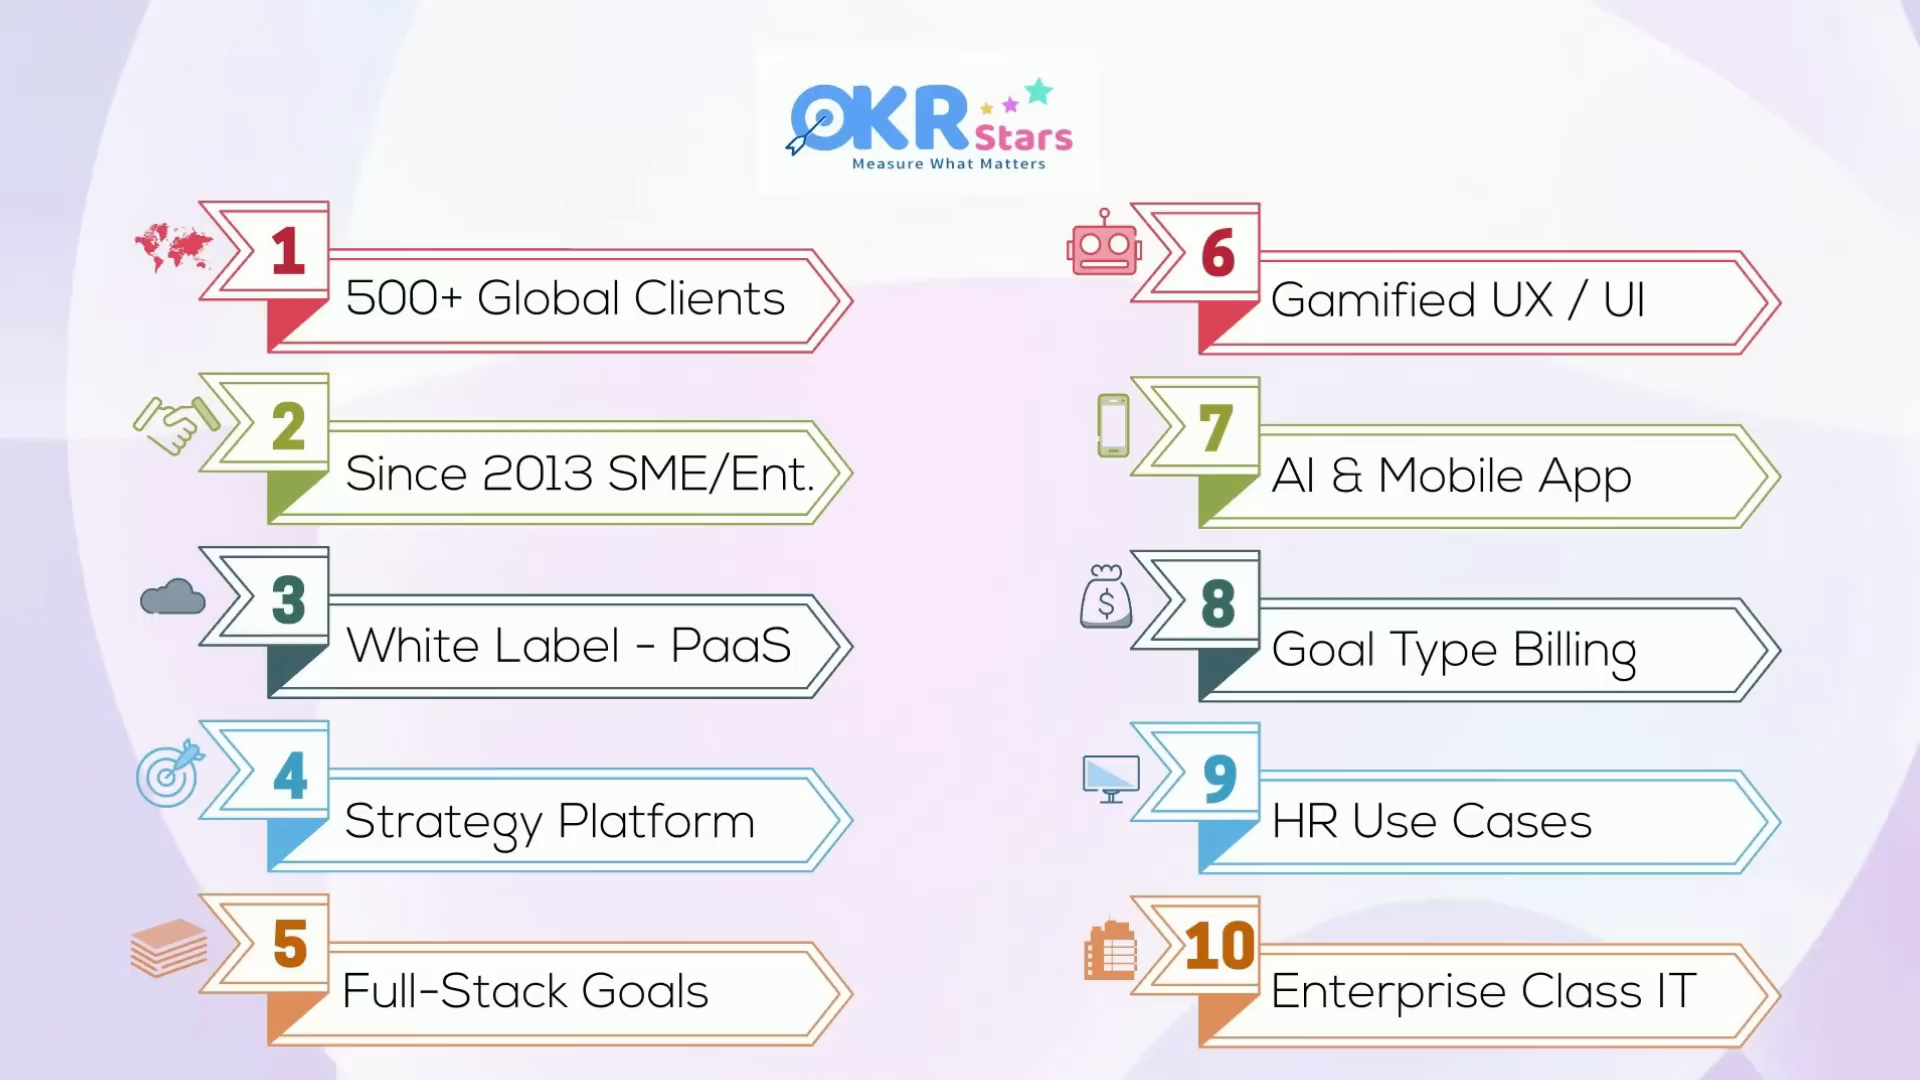 OKR Stars
Measure What Matters
1
500+ Global Clients
2
Since 2013 SME/Ent.
3
White Label - PaaS
4
Strategy Platform
5
Full-Stack Goals
6
Gamified UX / UI
7
AI & Mobile App
8
$
Goal Type Billing
9
HR Use Cases
10
Enterprise Class IT